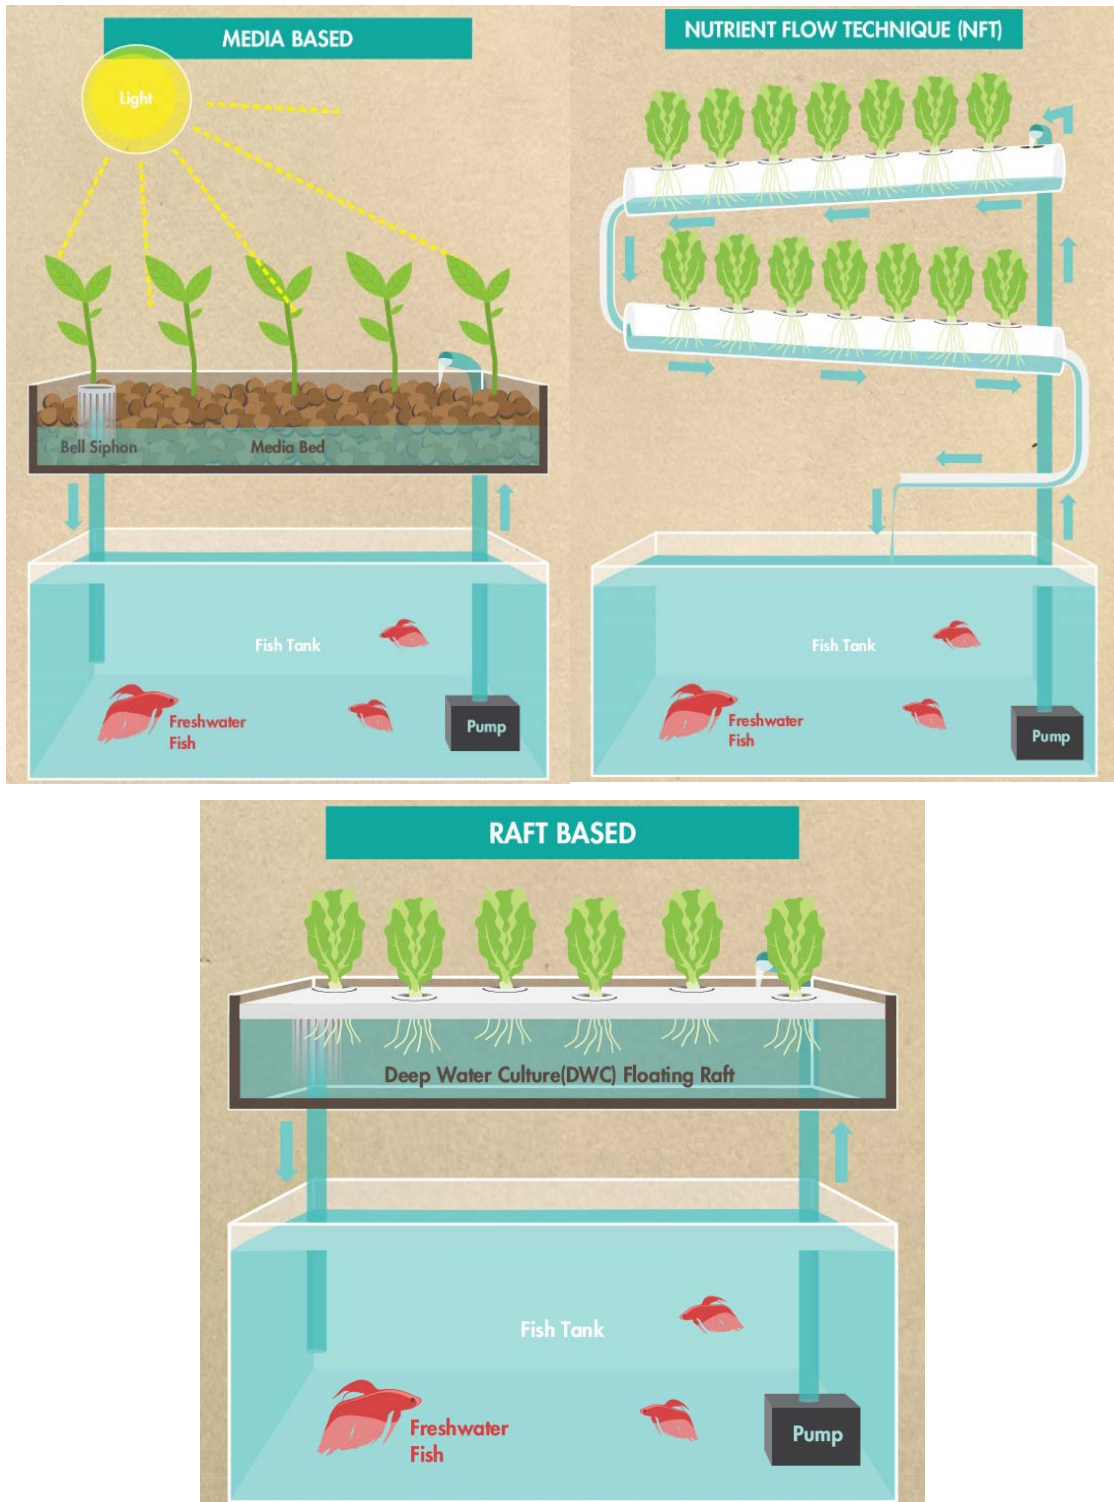 MEDIA BASED
Light
Bell Siphon
Media Bed
Fish Tank
Freshwater
Fish
Pump
NUTRIENT FLOW TECHNIQUE (NFT)
Fish Tank
Freshwater
Fish
Pump
RAFT BASED
Deep Water Culture(DWC) Floating Raft
Fish Tank
Freshwater
Fish
Pump